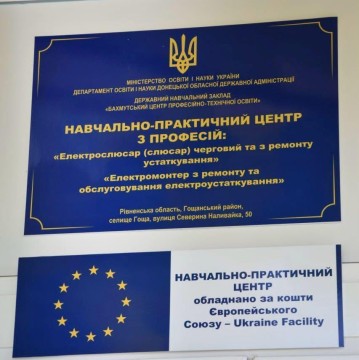 МІНІСТЕРСТВО ОСВІТИ І НАУКИ УКРАЇНИ
ДЕПАРТАМЕНТ ОСВІТИ І НАУКИ ДОНЕЦЬКОЇ ОБЛАСНОЇ ДЕРЖАВНОЇ АДМІНІСТРАЦІЇ
ДЕРЖАВНИЙ НАВЧАЛЬНИЙ ЗАКЛАД
«БАХМУТСЬКИЙ ЦЕНТР ПРОФЕСІЙНО-ТЕХНІЧНОЇ ОСВІТИ»
НАВЧАЛЬНО-ПРАКТИЧНИЙ ЦЕНТР
З ПРОФЕСІЙ:
«Електрослюсар (слюсар) черговий та з ремонту
устаткування»
«Електромонтер з ремонту та
обслуговування електроустаткування»
Рівненська область, Гощанський район,
селище Гоща, вулиця Северина Наливайка, 50
НАВЧАЛЬНО-ПРАКТИЧНИЙ
ЦЕНТР
обладнано за кошти
Європейського
Союзу – Ukraine Facility